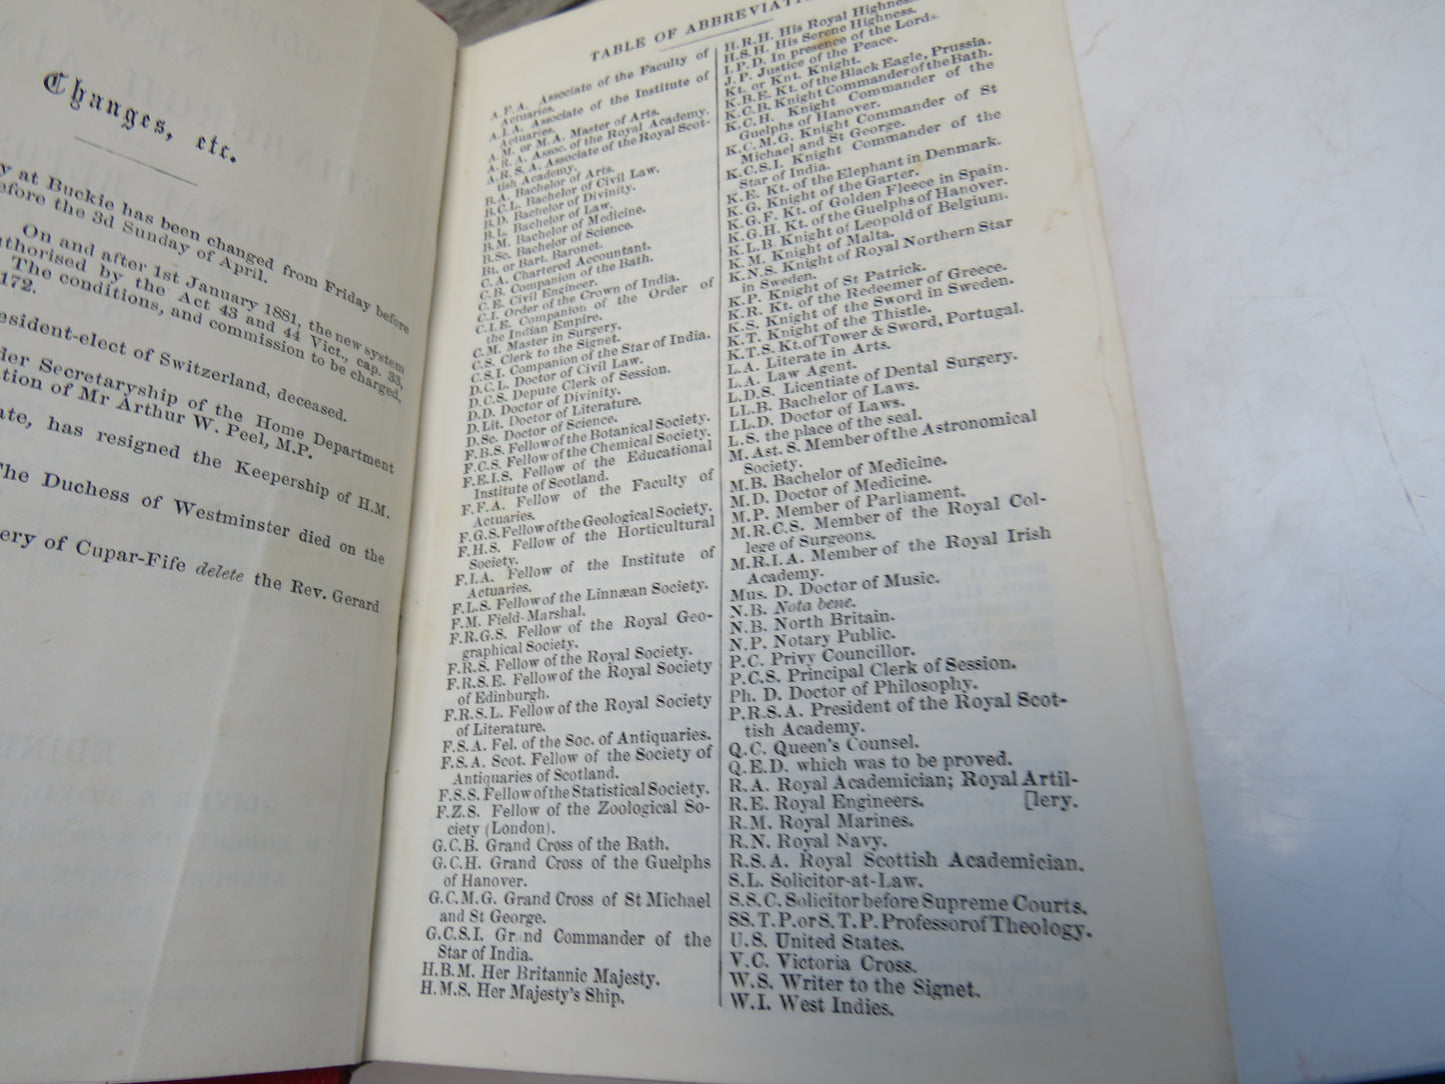 Changes, etc.
y at Buckie has been changed from Friday before
efore the 3d Sunday of April.
On and after 1st January 1881, the new system
uthorised by the Act 43 and 44 Vict., cap. 33,
The conditions, and commission to be charged,
172.
esident-elect of Switzerland, deceased.
der Secretaryship of the Home Department
tion of Mr Arthur W. Peel, M.P.
ate, has resigned the Keepership of H.M.
The Duchess of Westminster died on the
ery of Cupar-Fife delete the Rev. Gerard
TABLE OF ABBREVIATI
A.F.A. Associate of the Faculty of
Actuaries.
A.I.A. Associate of the Institute of
Actuaries.
A.M. or M.A. Master of Arts.
A.R.A. Assoc. of the Royal Academy.
A.R.S.A. Associate of the Royal Scot-
tish Academy.
B.A. Bachelor of Arts.
B.C.L. Bachelor of Civil Law.
B.D. Bachelor of Divinity.
B.L. Bachelor of Law.
B.M. Bachelor of Medicine.
B.Sc. Bachelor of Science.
Bt. or Bart. Baronet.
C.A. Chartered Accountant.
C.B. Companion of the Bath.
C.E. Civil Engineer.
C.I. Order of the Crown of India.
C.I.E. Companion of the Order of
the Indian Empire.
C.M. Master in Surgery.
C.S. Clerk to the Signet.
C.S.I. Companion of the Star of India.
D.C.L. Doctor of Civil Law.
D.C.S. Depute Clerk of Session.
D.D. Doctor of Divinity.
D.Lit. Doctor of Literature.
D.Sc. Doctor of Science.
F.B.S. Fellow of the Botanical Society.
F.C.S. Fellow of the Chemical Society.
F.E.I.S. Fellow of the Educational
Institute of Scotland.
F.F.A. Fellow of the Faculty of
Actuaries.
F.G.S. Fellow of the Geological Society.
F.H.S. Fellow of the Horticultural
Society.
F.I.A. Fellow of the Institute of
Actuaries.
F.L.S. Fellow of the Linnæan Society.
F.M. Field-Marshal.
F.R.G.S. Fellow of the Royal Geo-
graphical Society.
F.R.S. Fellow of the Royal Society.
F.R.S.E. Fellow of the Royal Society
of Edinburgh.
F.R.S.L. Fellow of the Royal Society
of Literature.
F.S.A. Fel. of the Soc. of Antiquaries.
F.S.A. Scot. Fellow of the Society of
Antiquaries of Scotland.
F.S.S. Fellow of the Statistical Society.
F.Z.S. Fellow of the Zoological So-
ciety (London).
G.C.B. Grand Cross of the Bath.
G.C.H. Grand Cross of the Guelphs
of Hanover.
G.C.M.G. Grand Cross of St Michael
and St George.
G.C.S.I. Gr nd Commander of the
Star of India.
H.B.M. Her Britannic Majesty.
H.M.S. Her Majesty's Ship.
H.R.H. His Royal Highness.
H.S.H. His Serene Highness.
I.P.D. In presence of the Lords.
J.P. Justice of the Peace.
Kt. or Knt. Knight.
K.B.E. Kt. of the Black Eagle, Prussia.
K.C.B. Knight Commander of the Bath.
K.C.H. Knight Commander of the
Guelphs of Hanover.
K.C.M.G. Knight Commander of St
Michael and St George.
K.C.S.I. Knight Commander of the
Star of India.
K.E. Kt. of the Elephant in Denmark.
K.G. Knight of the Garter.
K.G.F. Kt. of Golden Fleece in Spain.
K.G.H. Kt. of the Guelphs of Hanover.
K.L.B. Knight of Leopold of Belgium.
K.M. Knight of Malta.
K.N.S. Knight of Royal Northern Star
in Sweden.
K.P. Knight of St Patrick.
K.R. Kt. of the Redeemer of Greece.
K.S. Knight of the Sword in Sweden.
K.T. Knight of the Thistle.
K.T.S. Kt. of Tower & Sword, Portugal.
L.A. Literate in Arts.
L.A. Law Agent.
L.D.S. Licentiate of Dental Surgery.
LL.B. Bachelor of Laws.
LL.D. Doctor of Laws.
L.S. the place of the seal.
M. Ast. S. Member of the Astronomical
Society.
M.B. Bachelor of Medicine.
M.D. Doctor of Medicine.
M.P. Member of Parliament.
M.R.C.S. Member of the Royal Col-
lege of Surgeons.
M.R.I.A. Member of the Royal Irish
Academy.
Mus. D. Doctor of Music.
N.B. Nota bene.
N.B. North Britain.
N.P. Notary Public.
P.C. Privy Councillor.
P.C.S. Principal Clerk of Session.
Ph. D. Doctor of Philosophy.
P.R.S.A. President of the Royal Scot-
tish Academy.
Q.C. Queen's Counsel.
Q.E.D. which was to be proved.
R.A. Royal Academician; Royal Artil-
R.E. Royal Engineers. [lery.
R.M. Royal Marines.
R.N. Royal Navy.
R.S.A. Royal Scottish Academician.
S.L. Solicitor-at-Law.
S.S.C. Solicitor before Supreme Courts.
SS.T.P. or S.T.P. Professor of Theology.
U.S. United States.
V.C. Victoria Cross.
W.S. Writer to the Signet.
W.I. West Indies.